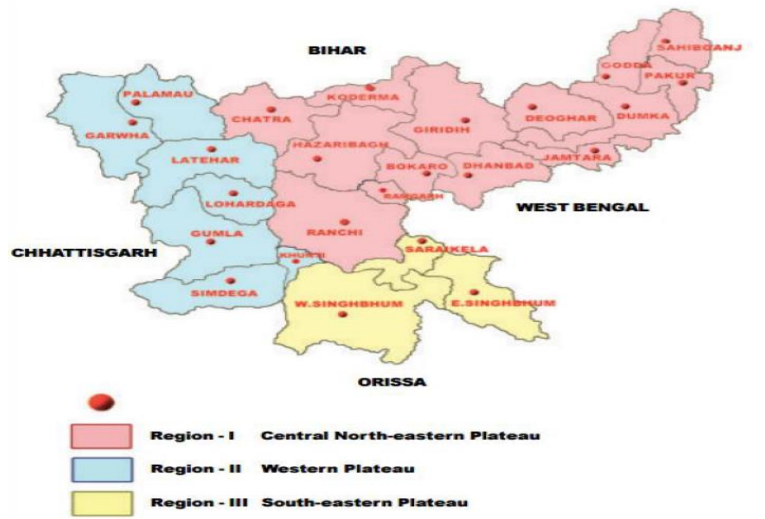 BIHAR
SAHIBGANJ
GODDA
PAKUR
PALAMAU
KODERMA
CHATRA
DEOGHAR
DUMKA
GARWHA
GIRIDIH
HAZARIBAGH
LATEHAR
BOKARO
DHANBAD
JAMTARA
LOHARDAGA
RAMGARH
WEST BENGAL
GUMLA
RANCHI
CHHATTISGARH
SARAIKELA
KHUNTI
SIMDEGA
W.SINGHBHUM
E.SINGHBHUM
ORISSA
Region - I Central North-eastern Plateau
Region - II Western Plateau
Region - III South-eastern Plateau